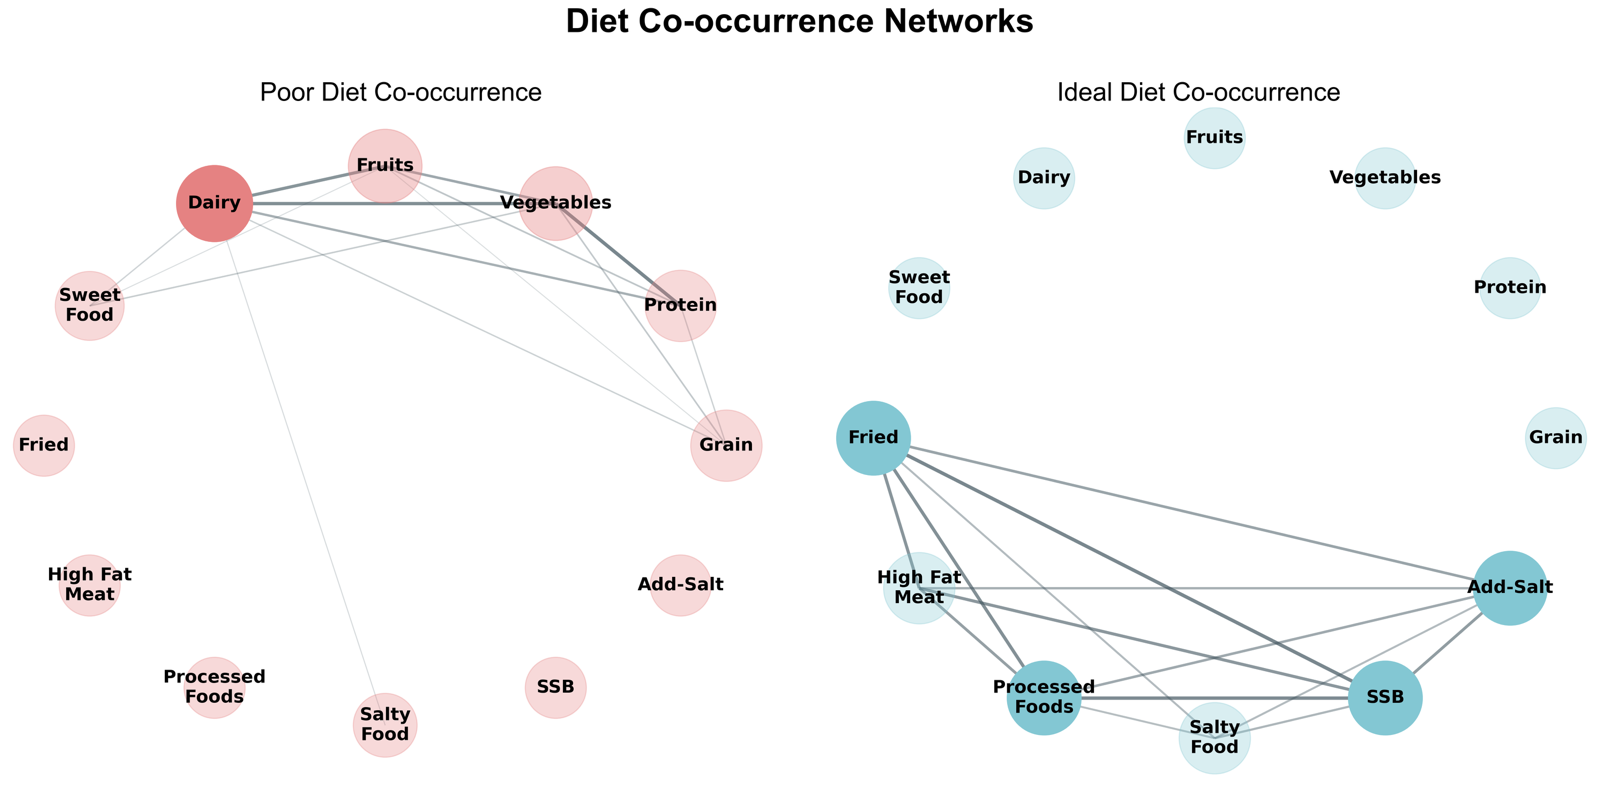 Diet Co-occurrence Networks
Poor Diet Co-occurrence
Fruits
Dairy
Vegetables
Sweet
Food
Protein
Fried
Grain
High Fat
Meat
Add-Salt
Processed
Foods
SSB
Salty
Food
Ideal Diet Co-occurrence
Fruits
Dairy
Vegetables
Sweet
Food
Protein
Fried
Grain
High Fat
Meat
Add-Salt
Processed
Foods
SSB
Salty
Food